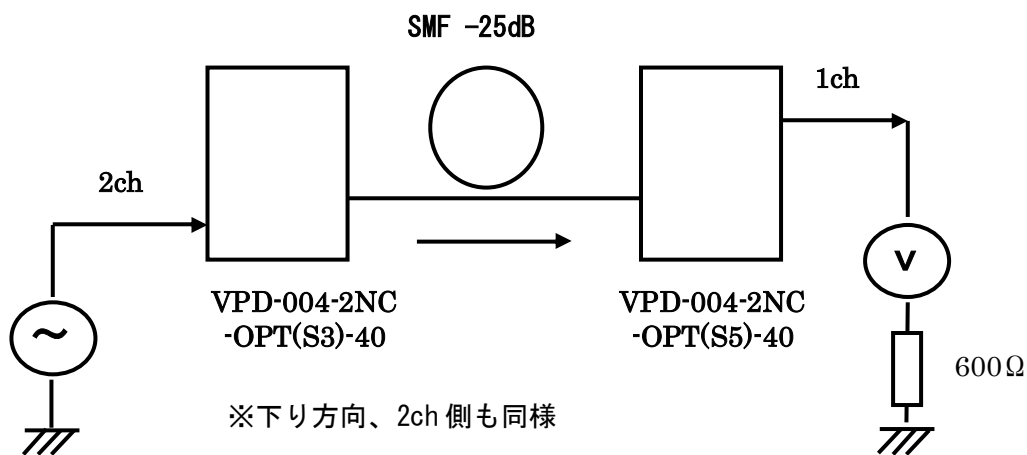 SMF -25dB
1ch
2ch
V
VPD-004-2NC
-OPT(S3)-40
VPD-004-2NC
-OPT(S5)-40
~
600Ω
※下り方向、2ch 側も同様